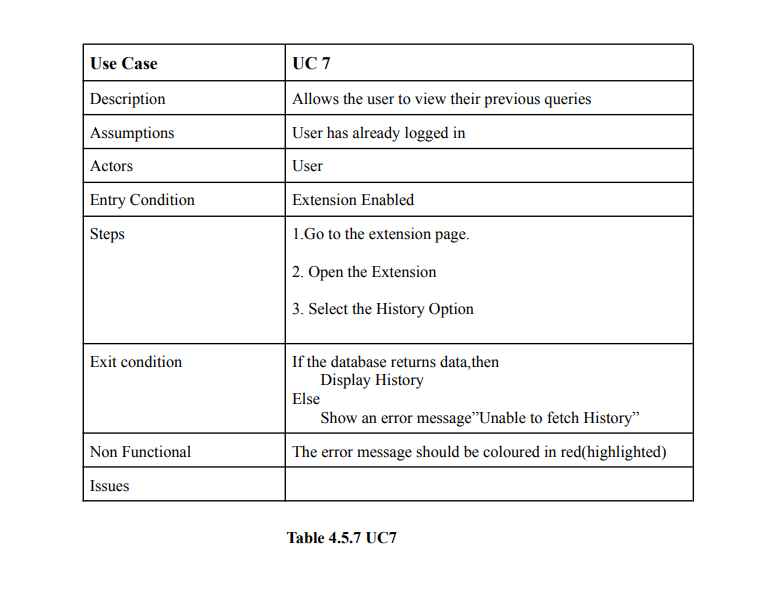 Use Case UC 7
Description Allows the user to view their previous queries
Assumptions User has already logged in
Actors User
Entry Condition Extension Enabled
Steps 1.Go to the extension page.
2. Open the Extension
3. Select the History Option
Exit condition If the database returns data,then
Display History
Else
Show an error message”Unable to fetch History”
Non Functional The error message should be coloured in red(highlighted)
Issues
Table 4.5.7 UC7